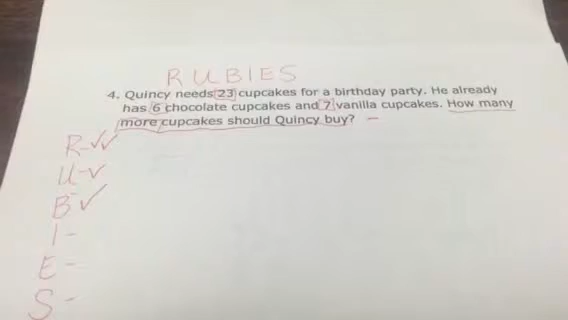 RUBIES
4. Quincy needs 23 cupcakes for a birthday party. He already
has 6 chocolate cupcakes and 7 vanilla cupcakes. How many
more cupcakes should Quincy buy? -
R-✓✓
U-✓
B-✓
I-
E-
S-